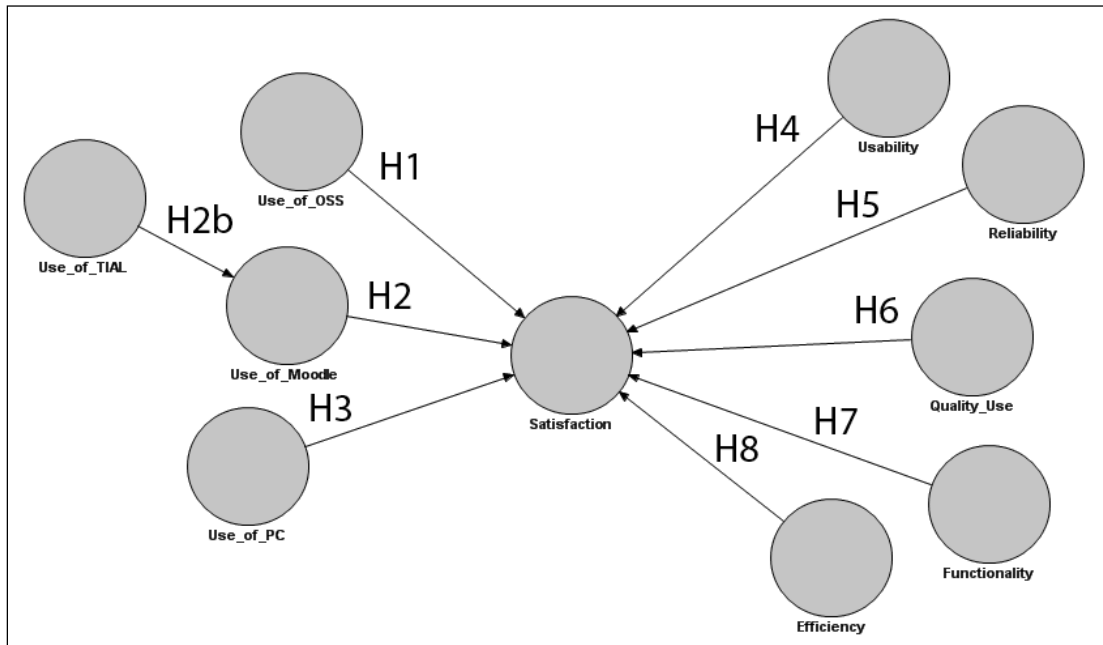 H4
Usability
H1
Use_of_OSS
H5
Reliability
H2b
Use_of_TIAL
H2
Use_of_Moodle
H6
Quality_Use
H3
Satisfaction
H7
H8
Use_of_PC
Functionality
Efficiency